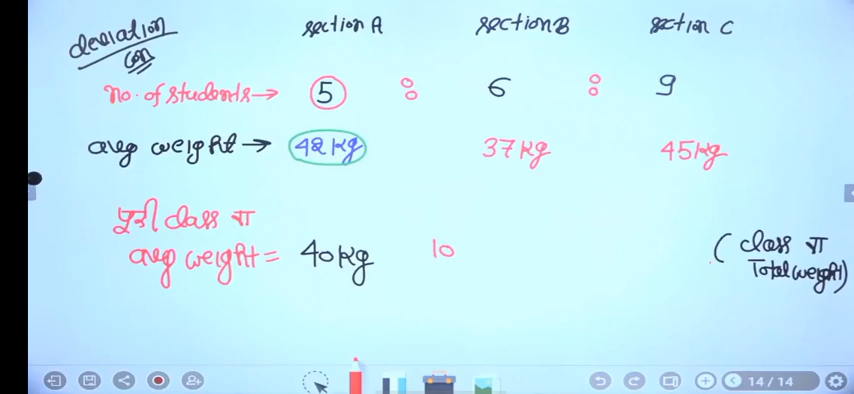 deviation
con
section A section B section C
no. of students → 5 : 6 : 9
avg weight → 42 kg 37 kg 45 kg
पूरी class का
avg weight = 40 kg 10
( class का
Total weight)
14 / 14